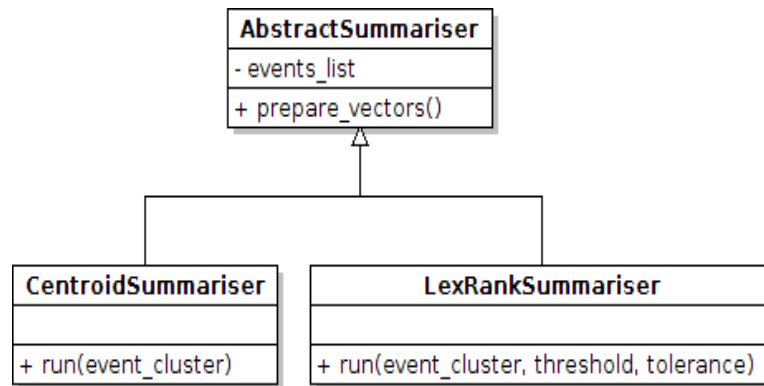 AbstractSummariser
- events_list
+ prepare_vectors()
CentroidSummariser
+ run(event_cluster)
LexRankSummariser
+ run(event_cluster, threshold, tolerance)